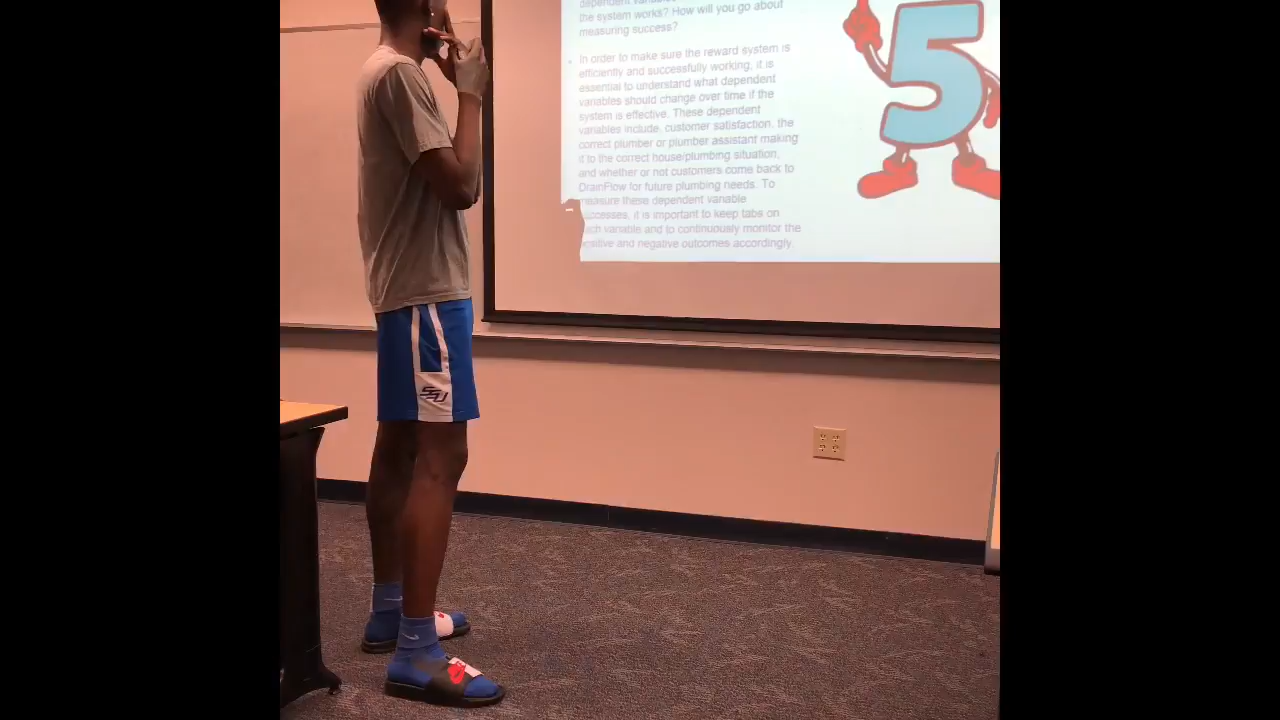 the system works? How will you go about
measuring success?
In order to make sure the reward system is
efficiently and successfully working, it is
essential to understand what dependent
variables should change over time if the
system is effective. These dependent
variables include, customer satisfaction, the
correct plumber or plumber assistant making
it to the correct house/plumbing situation,
and whether or not customers come back to
DrainFlow for future plumbing needs. To
measure these dependent variable
successes, it is important to keep tabs on
each variable and to continuously monitor the
positive and negative outcomes accordingly.
5